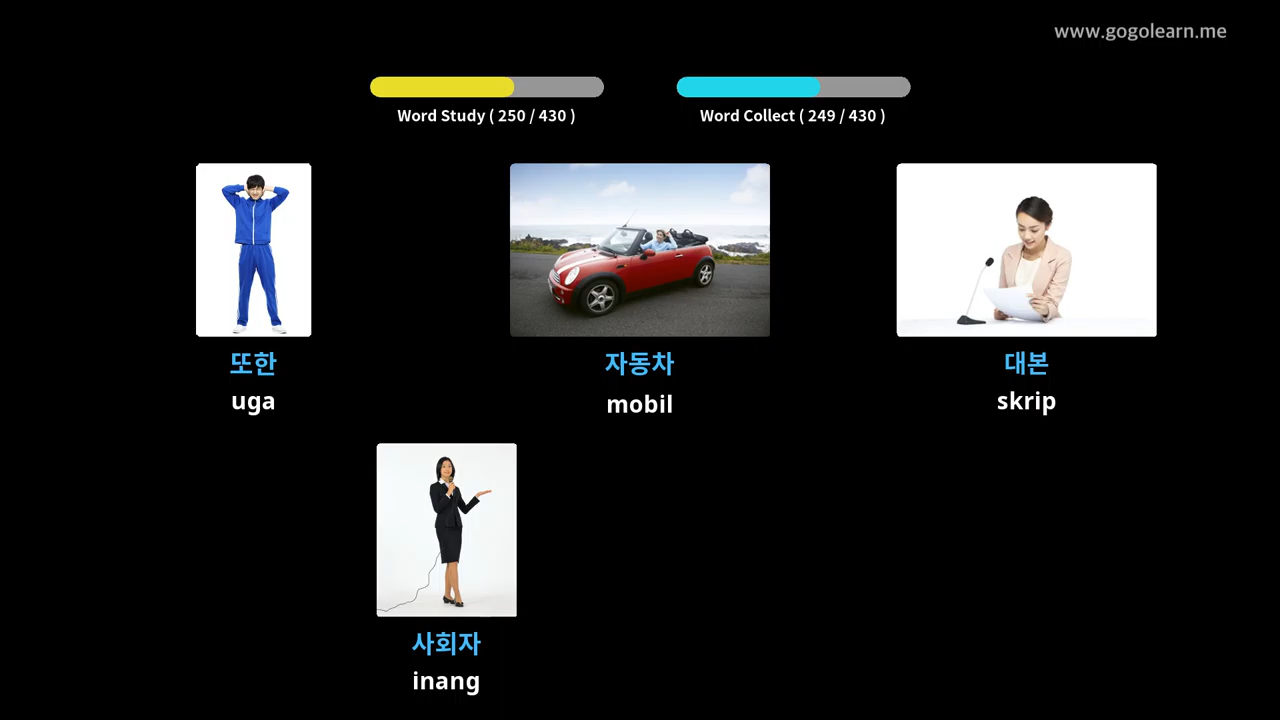 www.gogolearn.me
Word Study ( 250 / 430 )
Word Collect ( 249 / 430 )
또한
uga
자동차
mobil
대본
skrip
사회자
inang